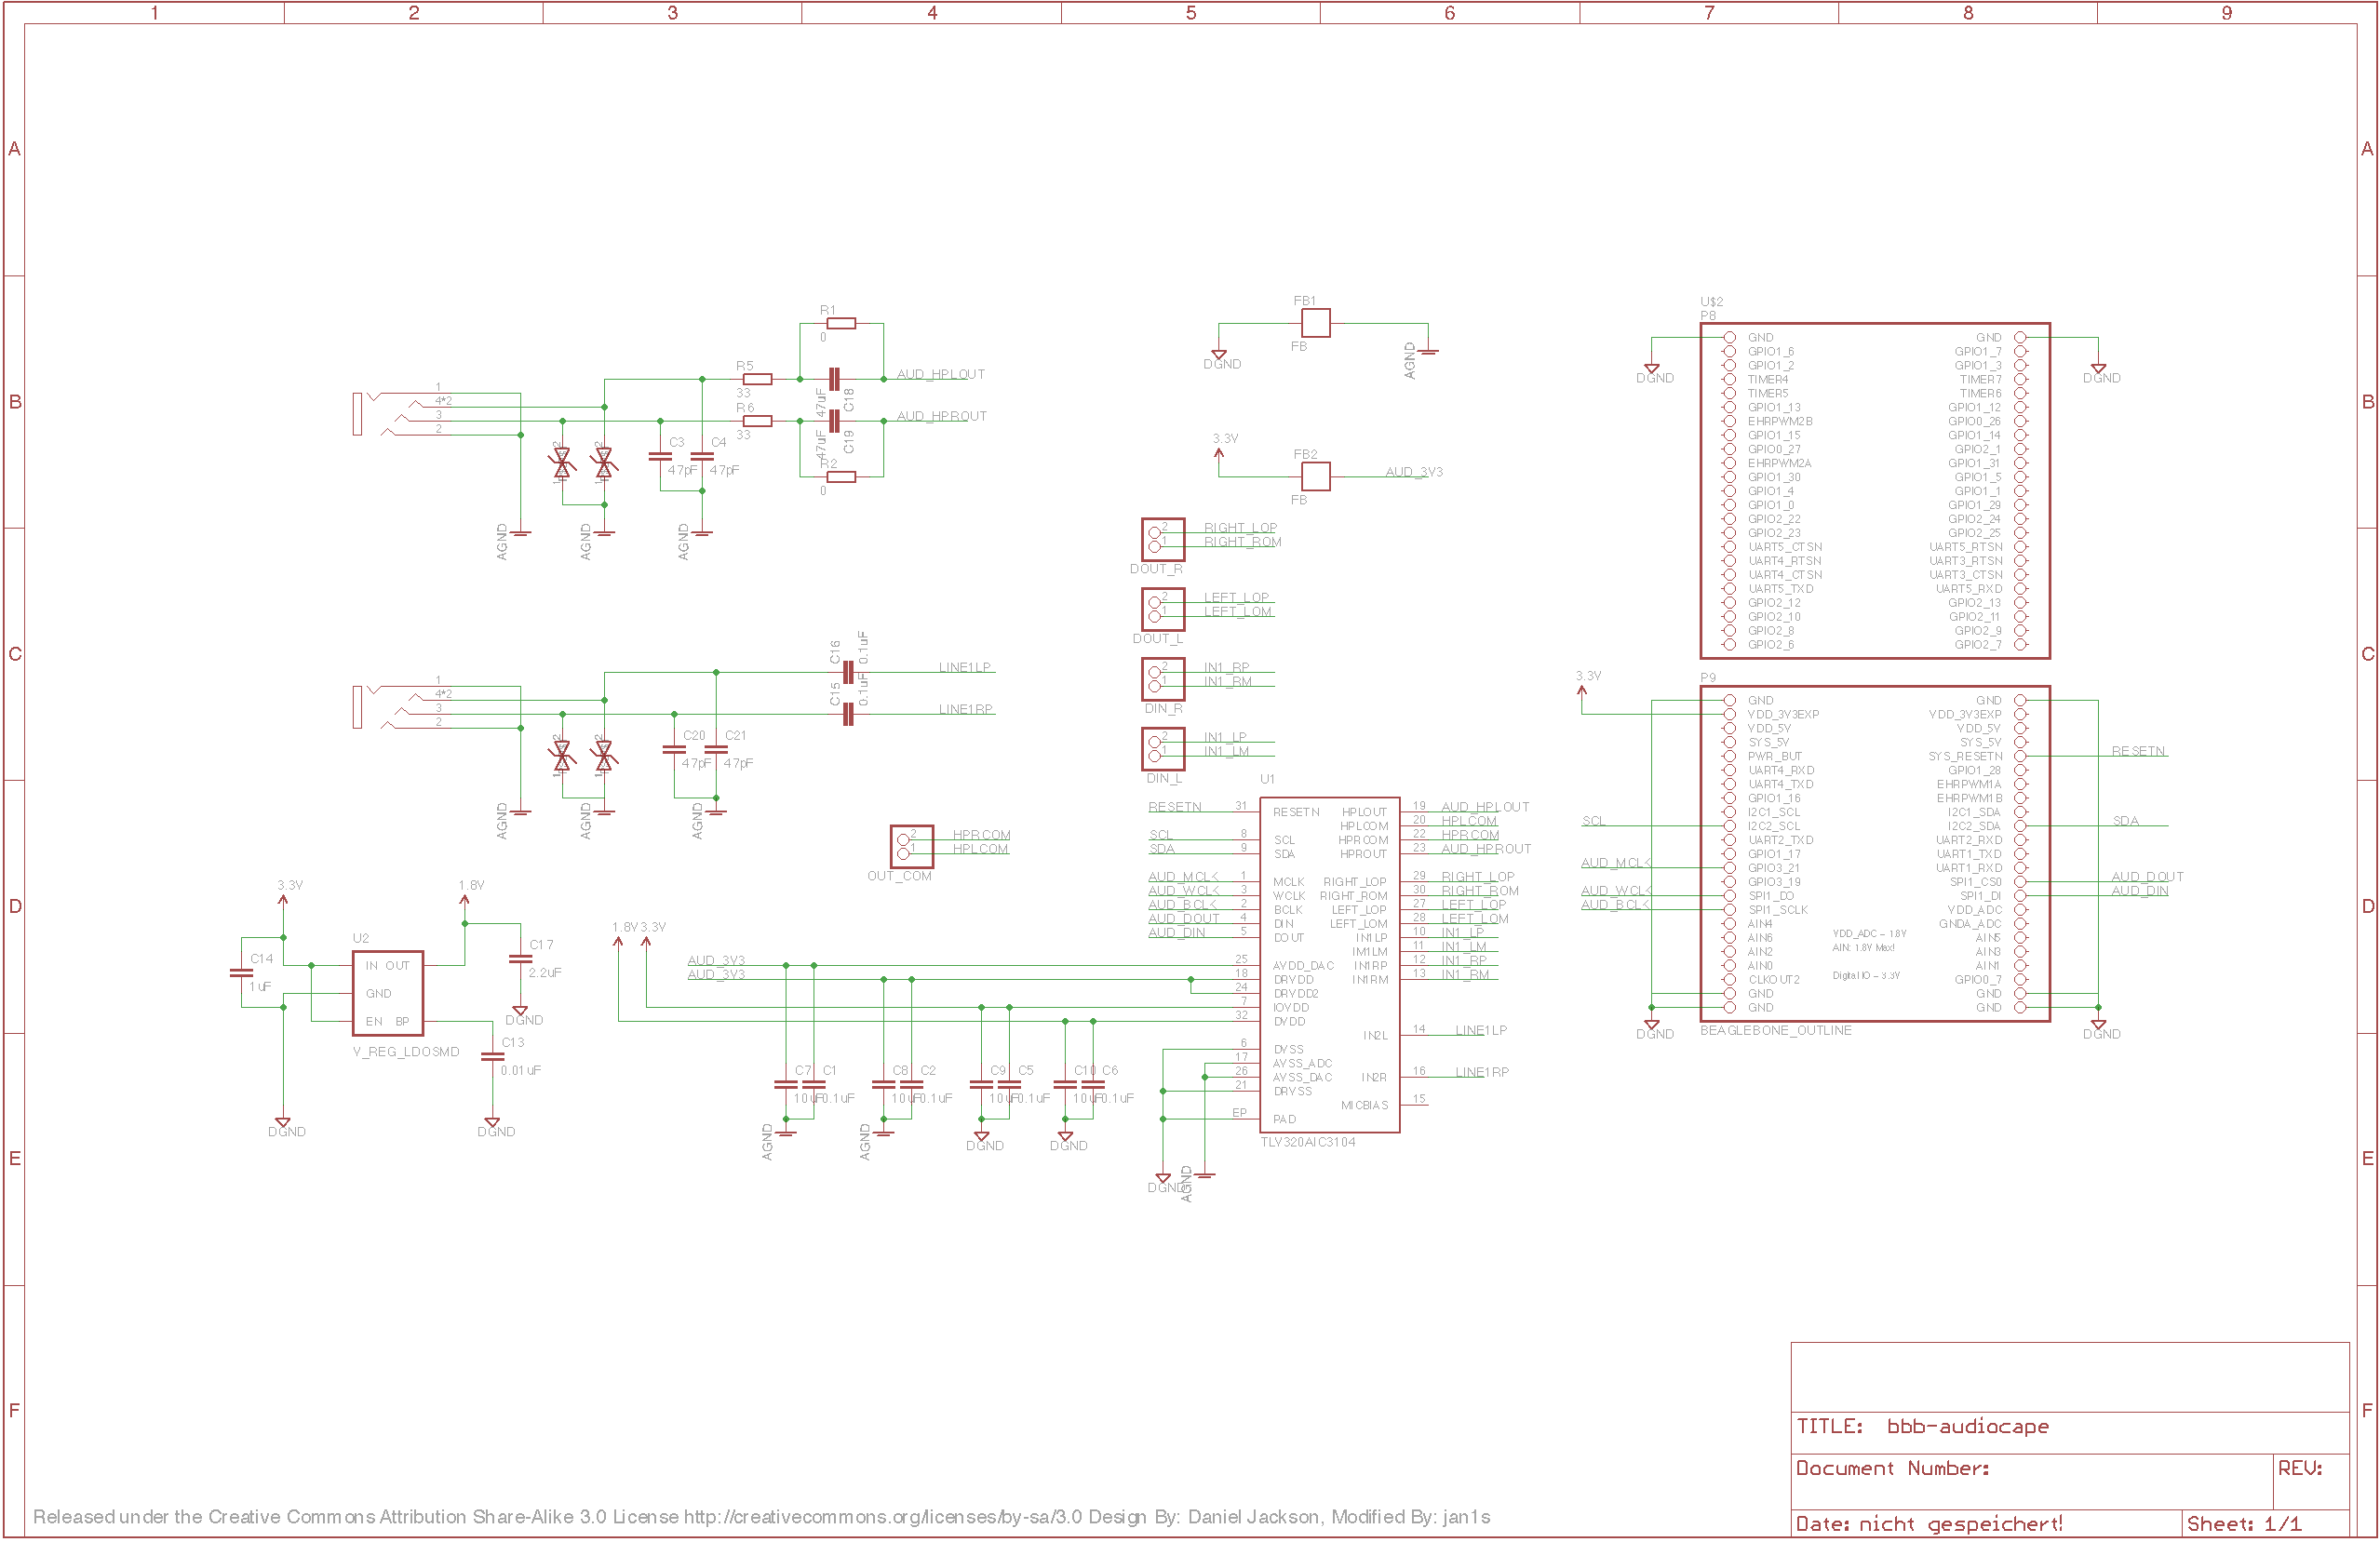 1 2 3 4 5 6 7 8 9
A A
B B
C C
D D
E E
F F
R1
0
R5
33
R6
33
47uF
C18
47uF
C19
R2
0
AUD_HPLOUT
AUD_HPROUT
1
4*2
3
2
C3
47pF
C4
47pF
AGND
AGND
AGND
FB1
FB
DGND
AGND
3.3V
FB2
FB
AUD_3V3
2 RIGHT_LOP
1 RIGHT_ROM
DOUT_R
2 LEFT_LOP
1 LEFT_LOM
DOUT_L
2 IN1_RP
1 IN1_RM
DIN_R
2 IN1_LP
1 IN1_LM
DIN_L
C16
0.1uF
C15
0.1uF
LINE1LP
LINE1RP
1
4*2
3
2
C20
47pF
C21
47pF
AGND
AGND
AGND
2 HPRCOM
1 HPLCOM
OUT_COM
3.3V
1.8V
U2
C14
1uF
IN OUT
GND
EN BP
V_REG_LDOSMD
C17
2.2uF
DGND
C13
0.01uF
DGND
DGND
1.8V 3.3V
AUD_3V3
AUD_3V3
C7 C1
10uF 0.1uF
C8 C2
10uF 0.1uF
C9 C5
10uF 0.1uF
C10 C6
10uF 0.1uF
AGND
AGND
DGND
DGND
U1
RESETN 31 RESETN
SCL 8 SCL
SDA 9 SDA
AUD_MCLK 1 MCLK
AUD_WCLK 3 WCLK
AUD_BCLK 2 BCLK
AUD_DOUT 4 DIN
AUD_DIN 5 DOUT
25 AVDD_DAC
18 DRVDD
24 DRVDD2
7 IOVDD
32 DVDD
6 DVSS
17 AVSS_ADC
26 AVSS_DAC
21 DRVSS
EP PAD
HPLOUT 19 AUD_HPLOUT
HPLCOM 20 HPLCOM
HPRCOM 22 HPRCOM
HPROUT 23 AUD_HPROUT
RIGHT_LOP 29 RIGHT_LOP
RIGHT_ROM 30 RIGHT_ROM
LEFT_LOP 27 LEFT_LOP
LEFT_LOM 28 LEFT_LOM
IN1LP 10 IN1_LP
IM1LM 11 IN1_LM
IN1RP 12 IN1_RP
IN1RM 13 IN1_RM
IN2L 14 LINE1LP
IN2R 16 LINE1RP
MICBIAS 15
TLV320AIC3104
DGND
AGND
U$2
P8
DGND
DGND
GND GND
GPIO1_6 GPIO1_7
GPIO1_2 GPIO1_3
TIMER4 TIMER7
TIMER5 TIMER6
GPIO1_13 GPIO1_12
EHRPWM2B GPIO0_26
GPIO1_15 GPIO1_14
GPIO0_27 GPIO2_1
EHRPWM2A GPIO1_31
GPIO1_30 GPIO1_5
GPIO1_4 GPIO1_1
GPIO1_0 GPIO1_29
GPIO2_22 GPIO2_24
GPIO2_23 GPIO2_25
UART5_CTSN UART5_RTSN
UART4_RTSN UART3_RTSN
UART4_CTSN UART3_CTSN
UART5_TXD UART5_RXD
GPIO2_12 GPIO2_13
GPIO2_10 GPIO2_11
GPIO2_8 GPIO2_9
GPIO2_6 GPIO2_7
3.3V
P9
GND GND
VDD_3V3EXP VDD_3V3EXP
VDD_5V VDD_5V
SYS_5V SYS_5V
PWR_BUT SYS_RESETN RESETN
UART4_RXD GPIO1_28
UART4_TXD EHRPWM1A
GPIO1_16 EHRPWM1B
I2C1_SCL I2C1_SDA
SCL I2C2_SCL I2C2_SDA SDA
UART2_TXD UART2_RXD
GPIO1_17 UART1_TXD
AUD_MCLK GPIO3_21 UART1_RXD
GPIO3_19 SPI1_CS0 AUD_DOUT
AUD_WCLK SPI1_DO SPI1_DI AUD_DIN
AUD_BCLK SPI1_SCLK VDD_ADC
AIN4 GNDA_ADC
AIN6 AIN5
AIN2 AIN3
AIN0 AIN1
CLKOUT2 GPIO0_7
GND GND
GND GND
VDD_ADC = 1.8V
AIN: 1.8V Max!
Digital IO = 3.3V
DGND
DGND
BEAGLEBONE_OUTLINE
TITLE: bbb-audiocape
Document Number:
REV:
Date: nicht gespeichert!
Sheet: 1/1
Released under the Creative Commons Attribution Share-Alike 3.0 License http://creativecommons.org/licenses/by-sa/3.0 Design By: Daniel Jackson, Modified By: jan1s